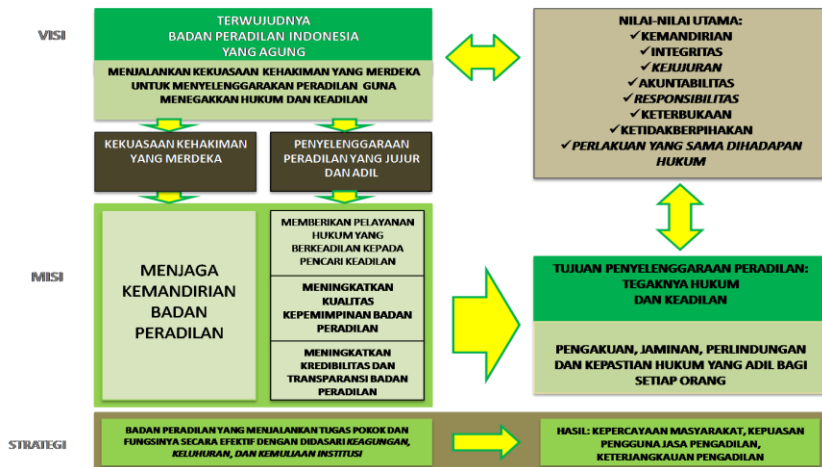 VISI
TERWUJUDNYA
BADAN PERADILAN INDONESIA
YANG AGUNG
MENJALANKAN KEKUASAAN KEHAKIMAN YANG MERDEKA
UNTUK MENYELENGGARAKAN PERADILAN GUNA
MENEGAKKAN HUKUM DAN KEADILAN
NILAI-NILAI UTAMA:
✓KEMANDIRIAN
✓INTEGRITAS
✓KEJUJURAN
✓AKUNTABILITAS
✓RESPONSIBILITAS
✓KETERBUKAAN
✓KETIDAKBERPIHAKAN
✓PERLAKUAN YANG SAMA DIHADAPAN
HUKUM
KEKUASAAN KEHAKIMAN
YANG MERDEKA
PENYELENGGARAAN
PERADILAN YANG JUJUR
DAN ADIL
MISI
MENJAGA
KEMANDIRIAN
BADAN
PERADILAN
MEMBERIKAN PELAYANAN
HUKUM YANG
BERKEADILAN KEPADA
PENCARI KEADILAN
MENINGKATKAN
KUALITAS
KEPEMIMPINAN BADAN
PERADILAN
MENINGKATKAN
KREDIBILITAS DAN
TRANSPARANSI BADAN
PERADILAN
TUJUAN PENYELENGGARAAN PERADILAN:
TEGAKNYA HUKUM
DAN KEADILAN
PENGAKUAN, JAMINAN, PERLINDUNGAN
DAN KEPASTIAN HUKUM YANG ADIL BAGI
SETIAP ORANG
STRATEGI
BADAN PERADILAN YANG MENJALANKAN TUGAS POKOK DAN
FUNGSINYA SECARA EFEKTIF DENGAN DIDASARI KEAGUNGAN,
KELUHURAN, DAN KEMULIAAN INSTITUSI
HASIL: KEPERCAYAAN MASYARAKAT, KEPUASAN
PENGGUNA JASA PENGADILAN,
KETERJANGKAUAN PENGADILAN